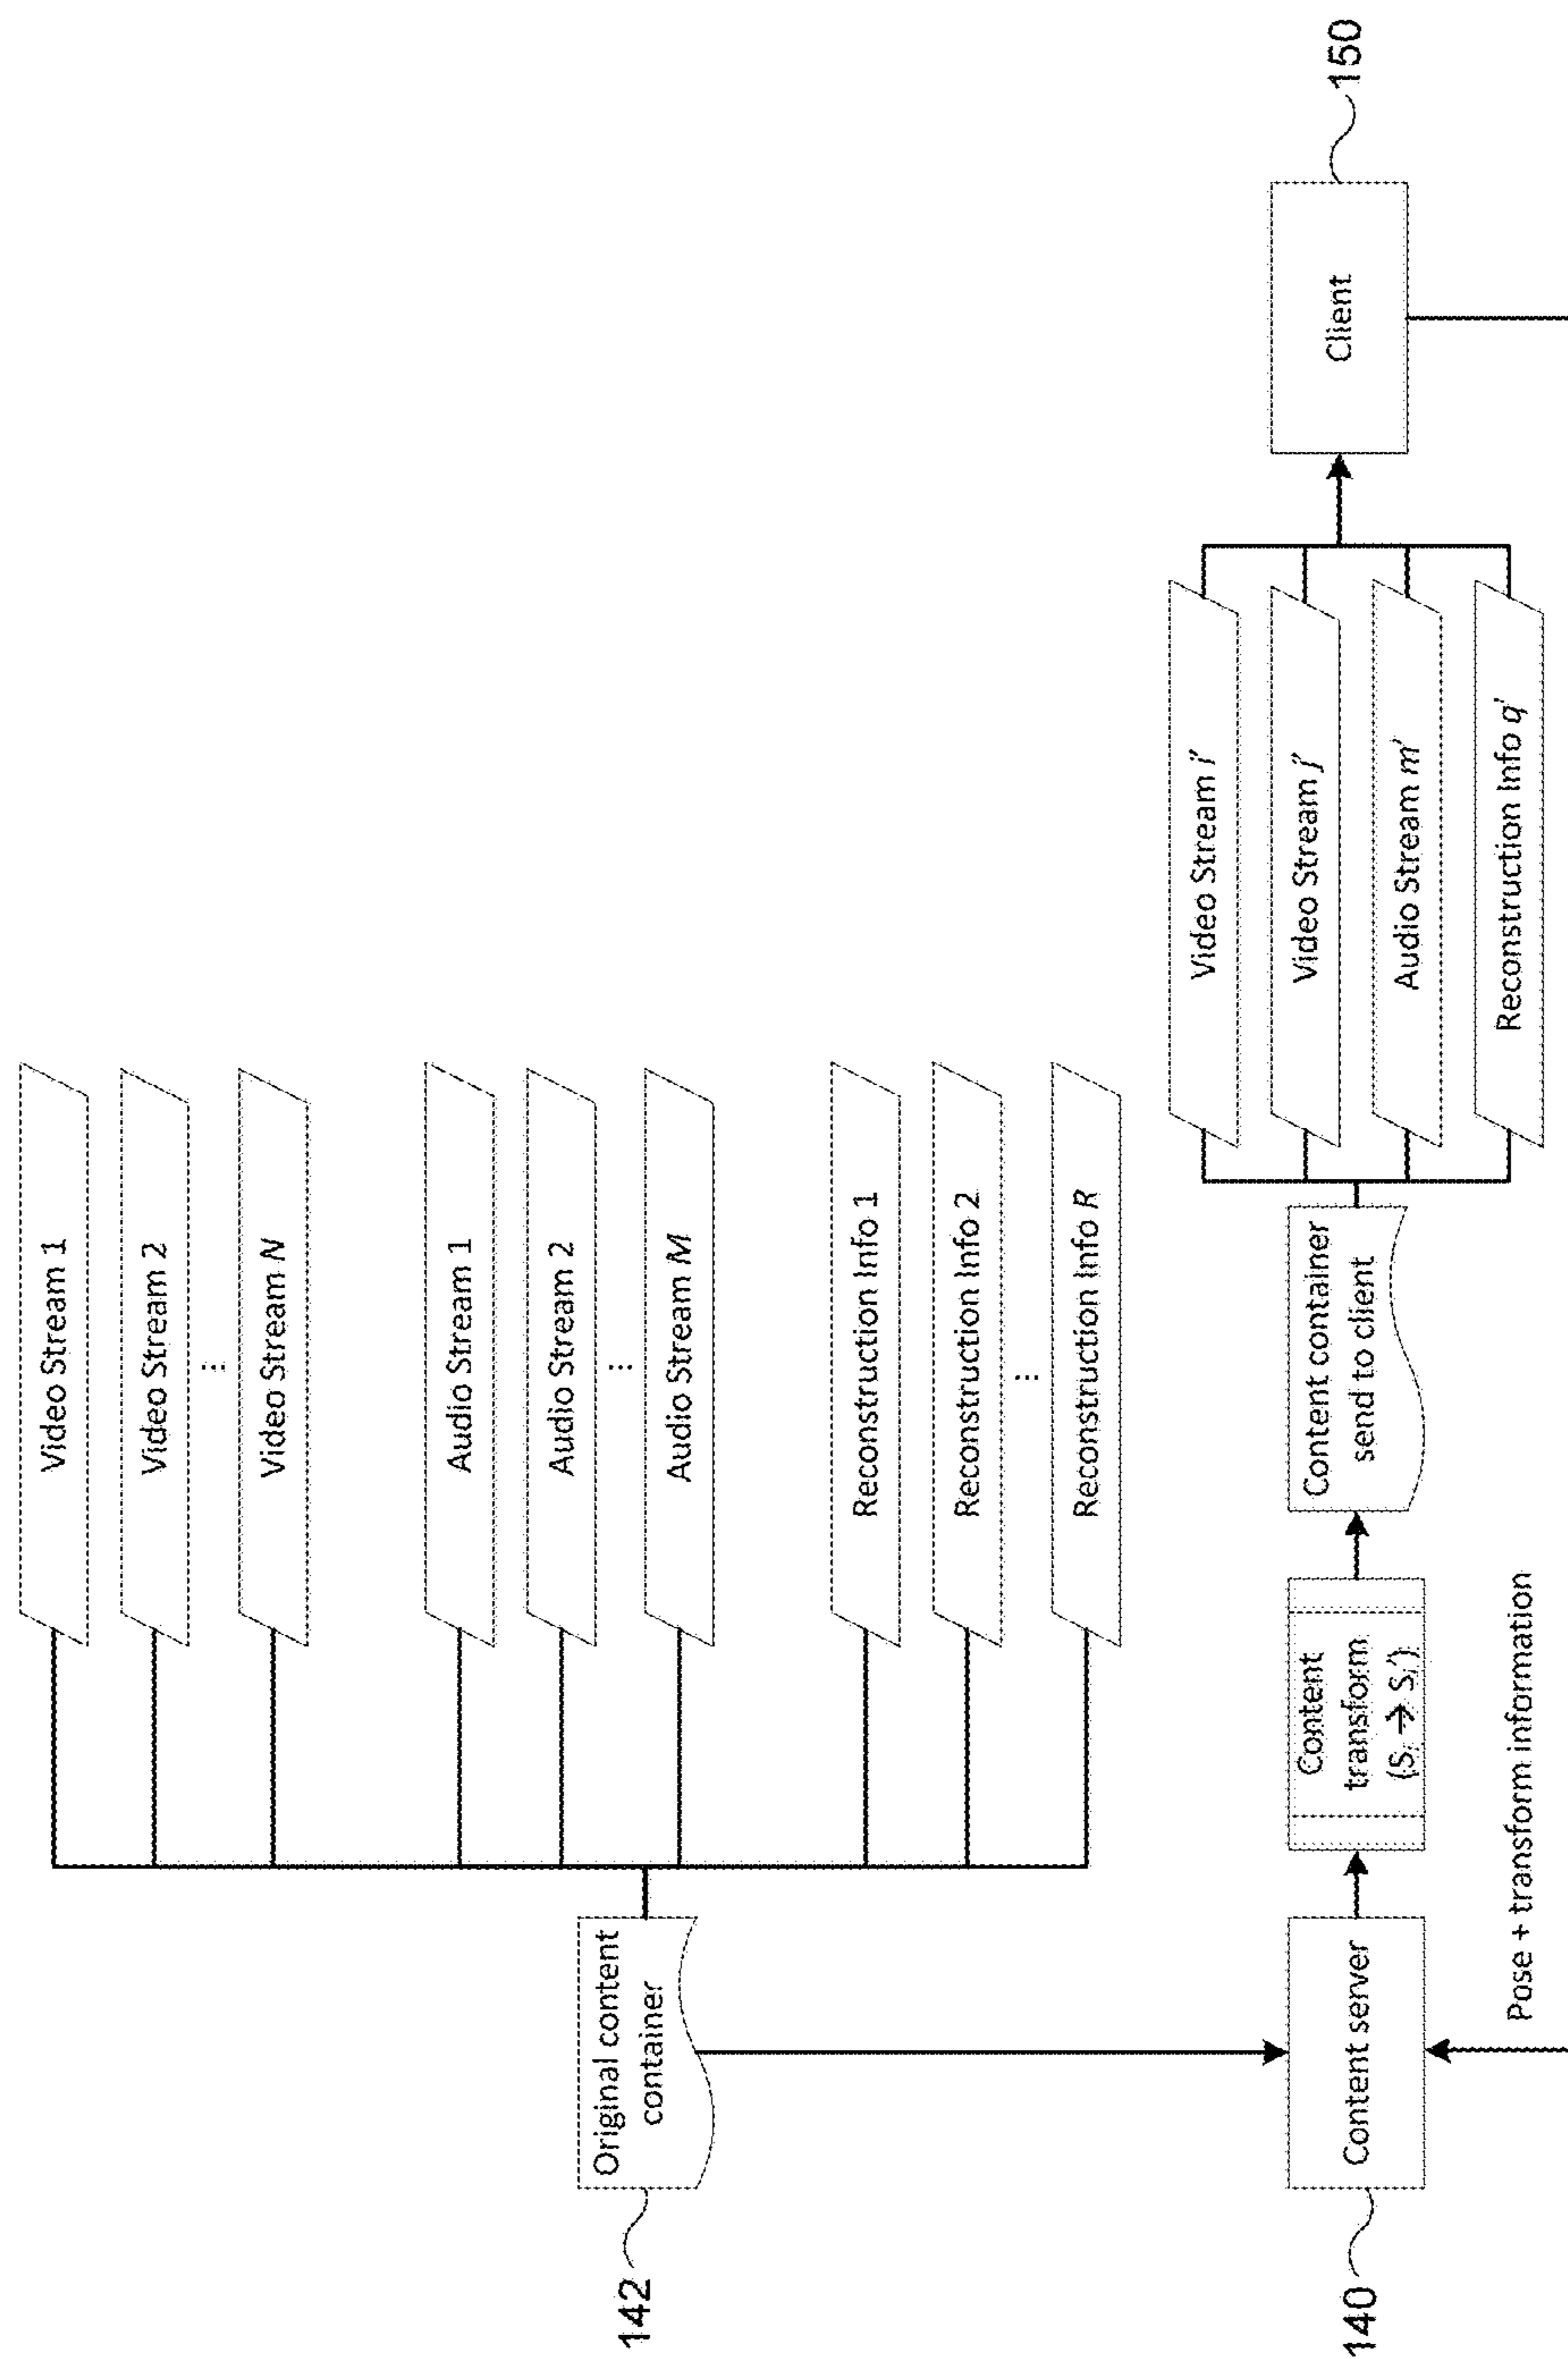 Video Stream 1
Video Stream 2
...
Video Stream N
Audio Stream 1
Audio Stream 2
...
Audio Stream M
Reconstruction Info 1
Reconstruction Info 2
...
Reconstruction Info R
142
Original content
container
140
Content server
Content
transform
(Sᵢ → Sᵢ')
Content container
send to client
Video Stream i'
Video Stream j'
Audio Stream m'
Reconstruction Info q'
Client
150
Pose + transform information